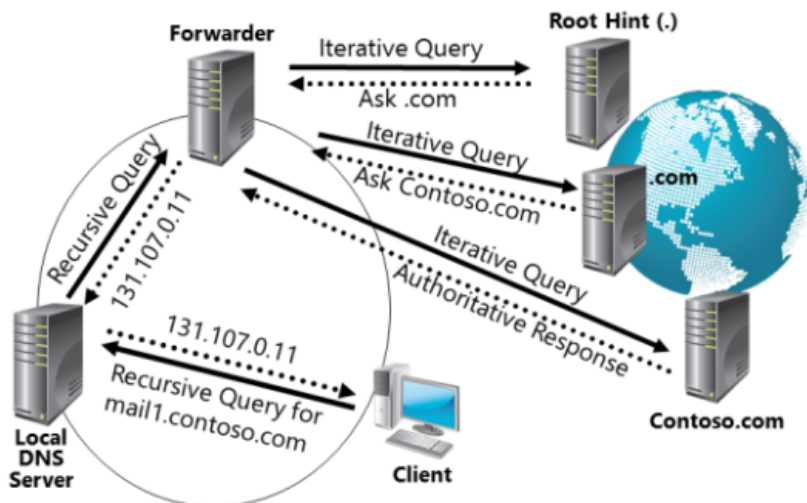 Forwarder
Root Hint (.)
Iterative Query
Ask .com
Iterative Query
Ask Contoso.com
.com
Recursive Query
131.107.0.11
Iterative Query
Authoritative Response
131.107.0.11
Recursive Query for
mail1.contoso.com
Contoso.com
Local
DNS
Server
Client